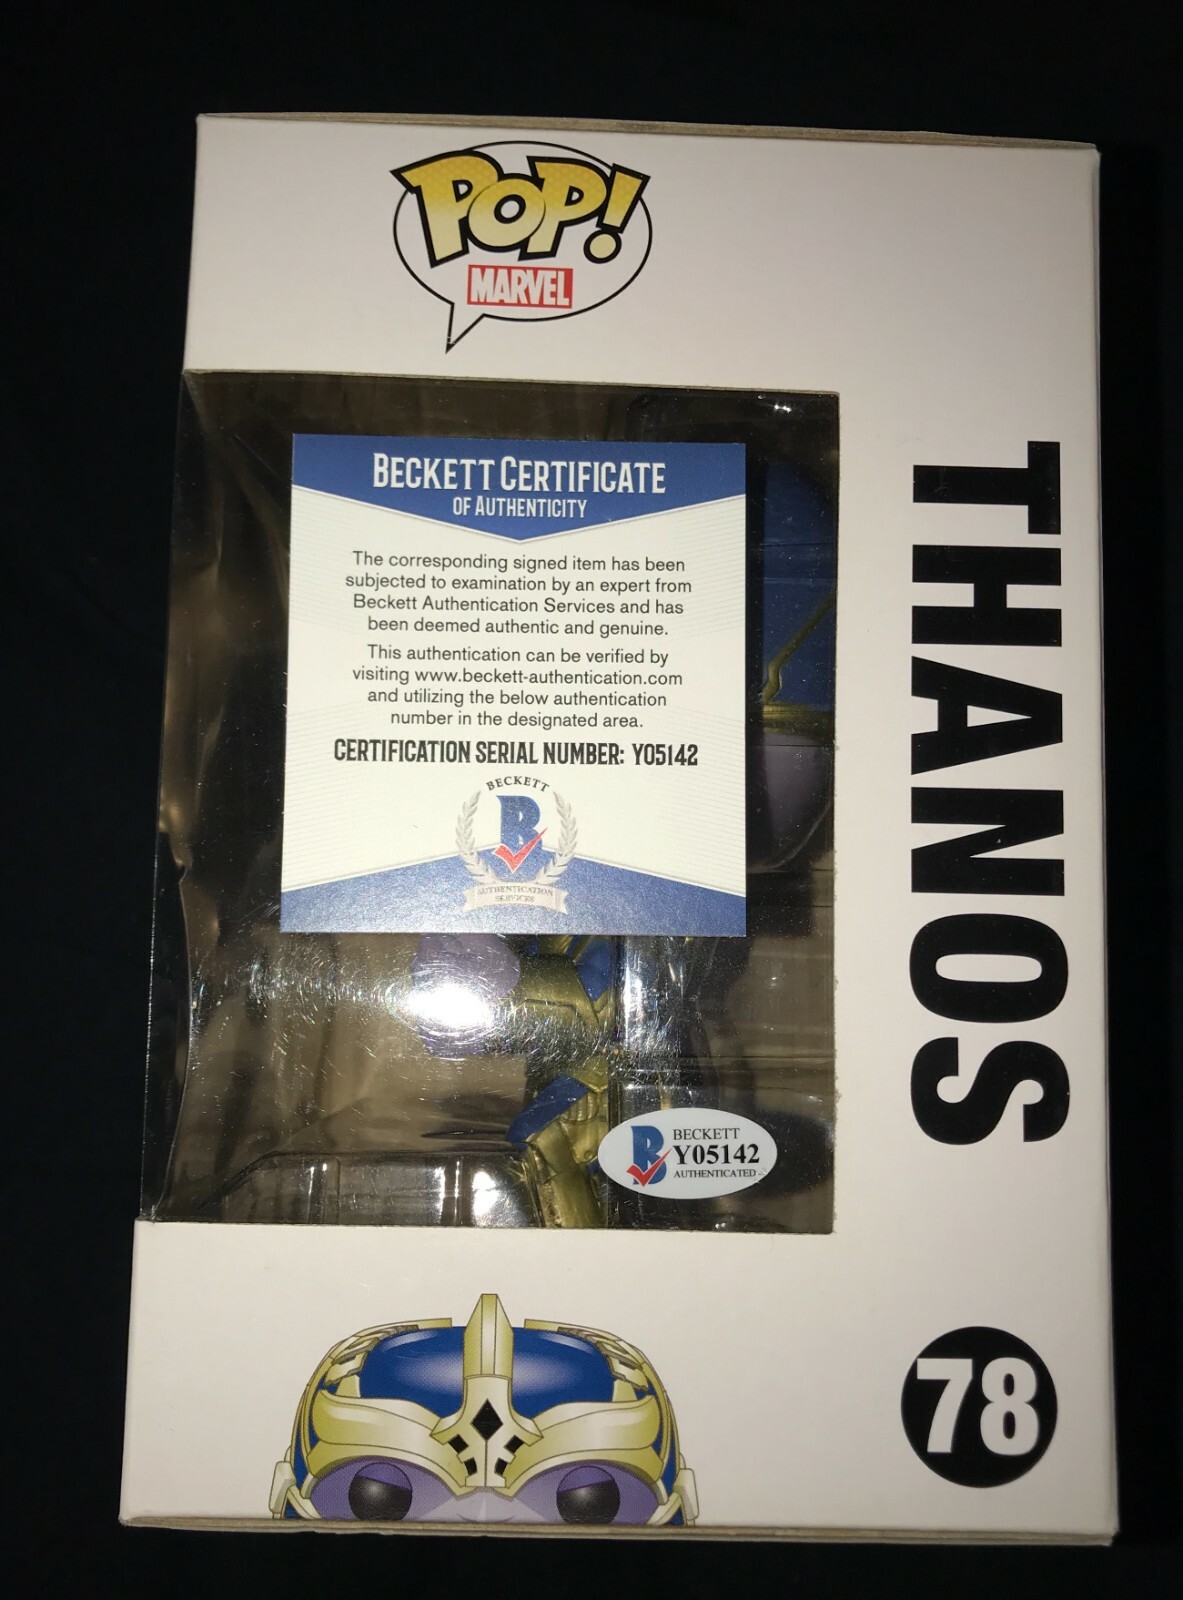 POP!
MARVEL
BECKETT CERTIFICATE
OF AUTHENTICITY
The corresponding signed item has been
subjected to examination by an expert from
Beckett Authentication Services and has
been deemed authentic and genuine.
This authentication can be verified by
visiting www.beckett-authentication.com
and utilizing the below authentication
number in the designated area.
CERTIFICATION SERIAL NUMBER: Y05142
BECKETT
B
AUTHENTICATION
SERVICES
B
BECKETT
Y05142
AUTHENTICATED
THANOS
78